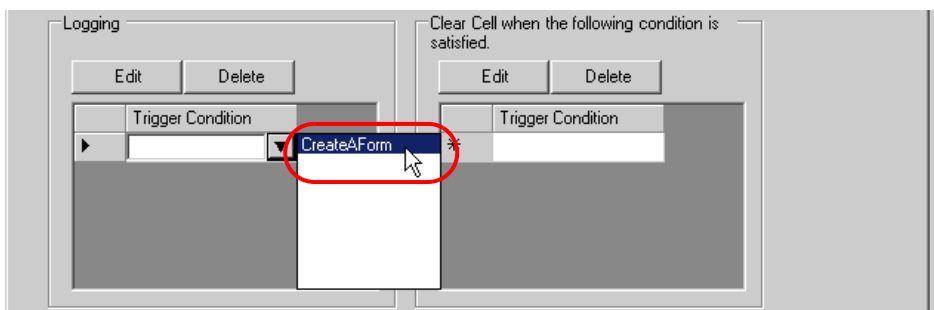 Logging
Edit Delete
Trigger Condition
CreateAForm
Clear Cell when the following condition is
satisfied.
Edit Delete
Trigger Condition